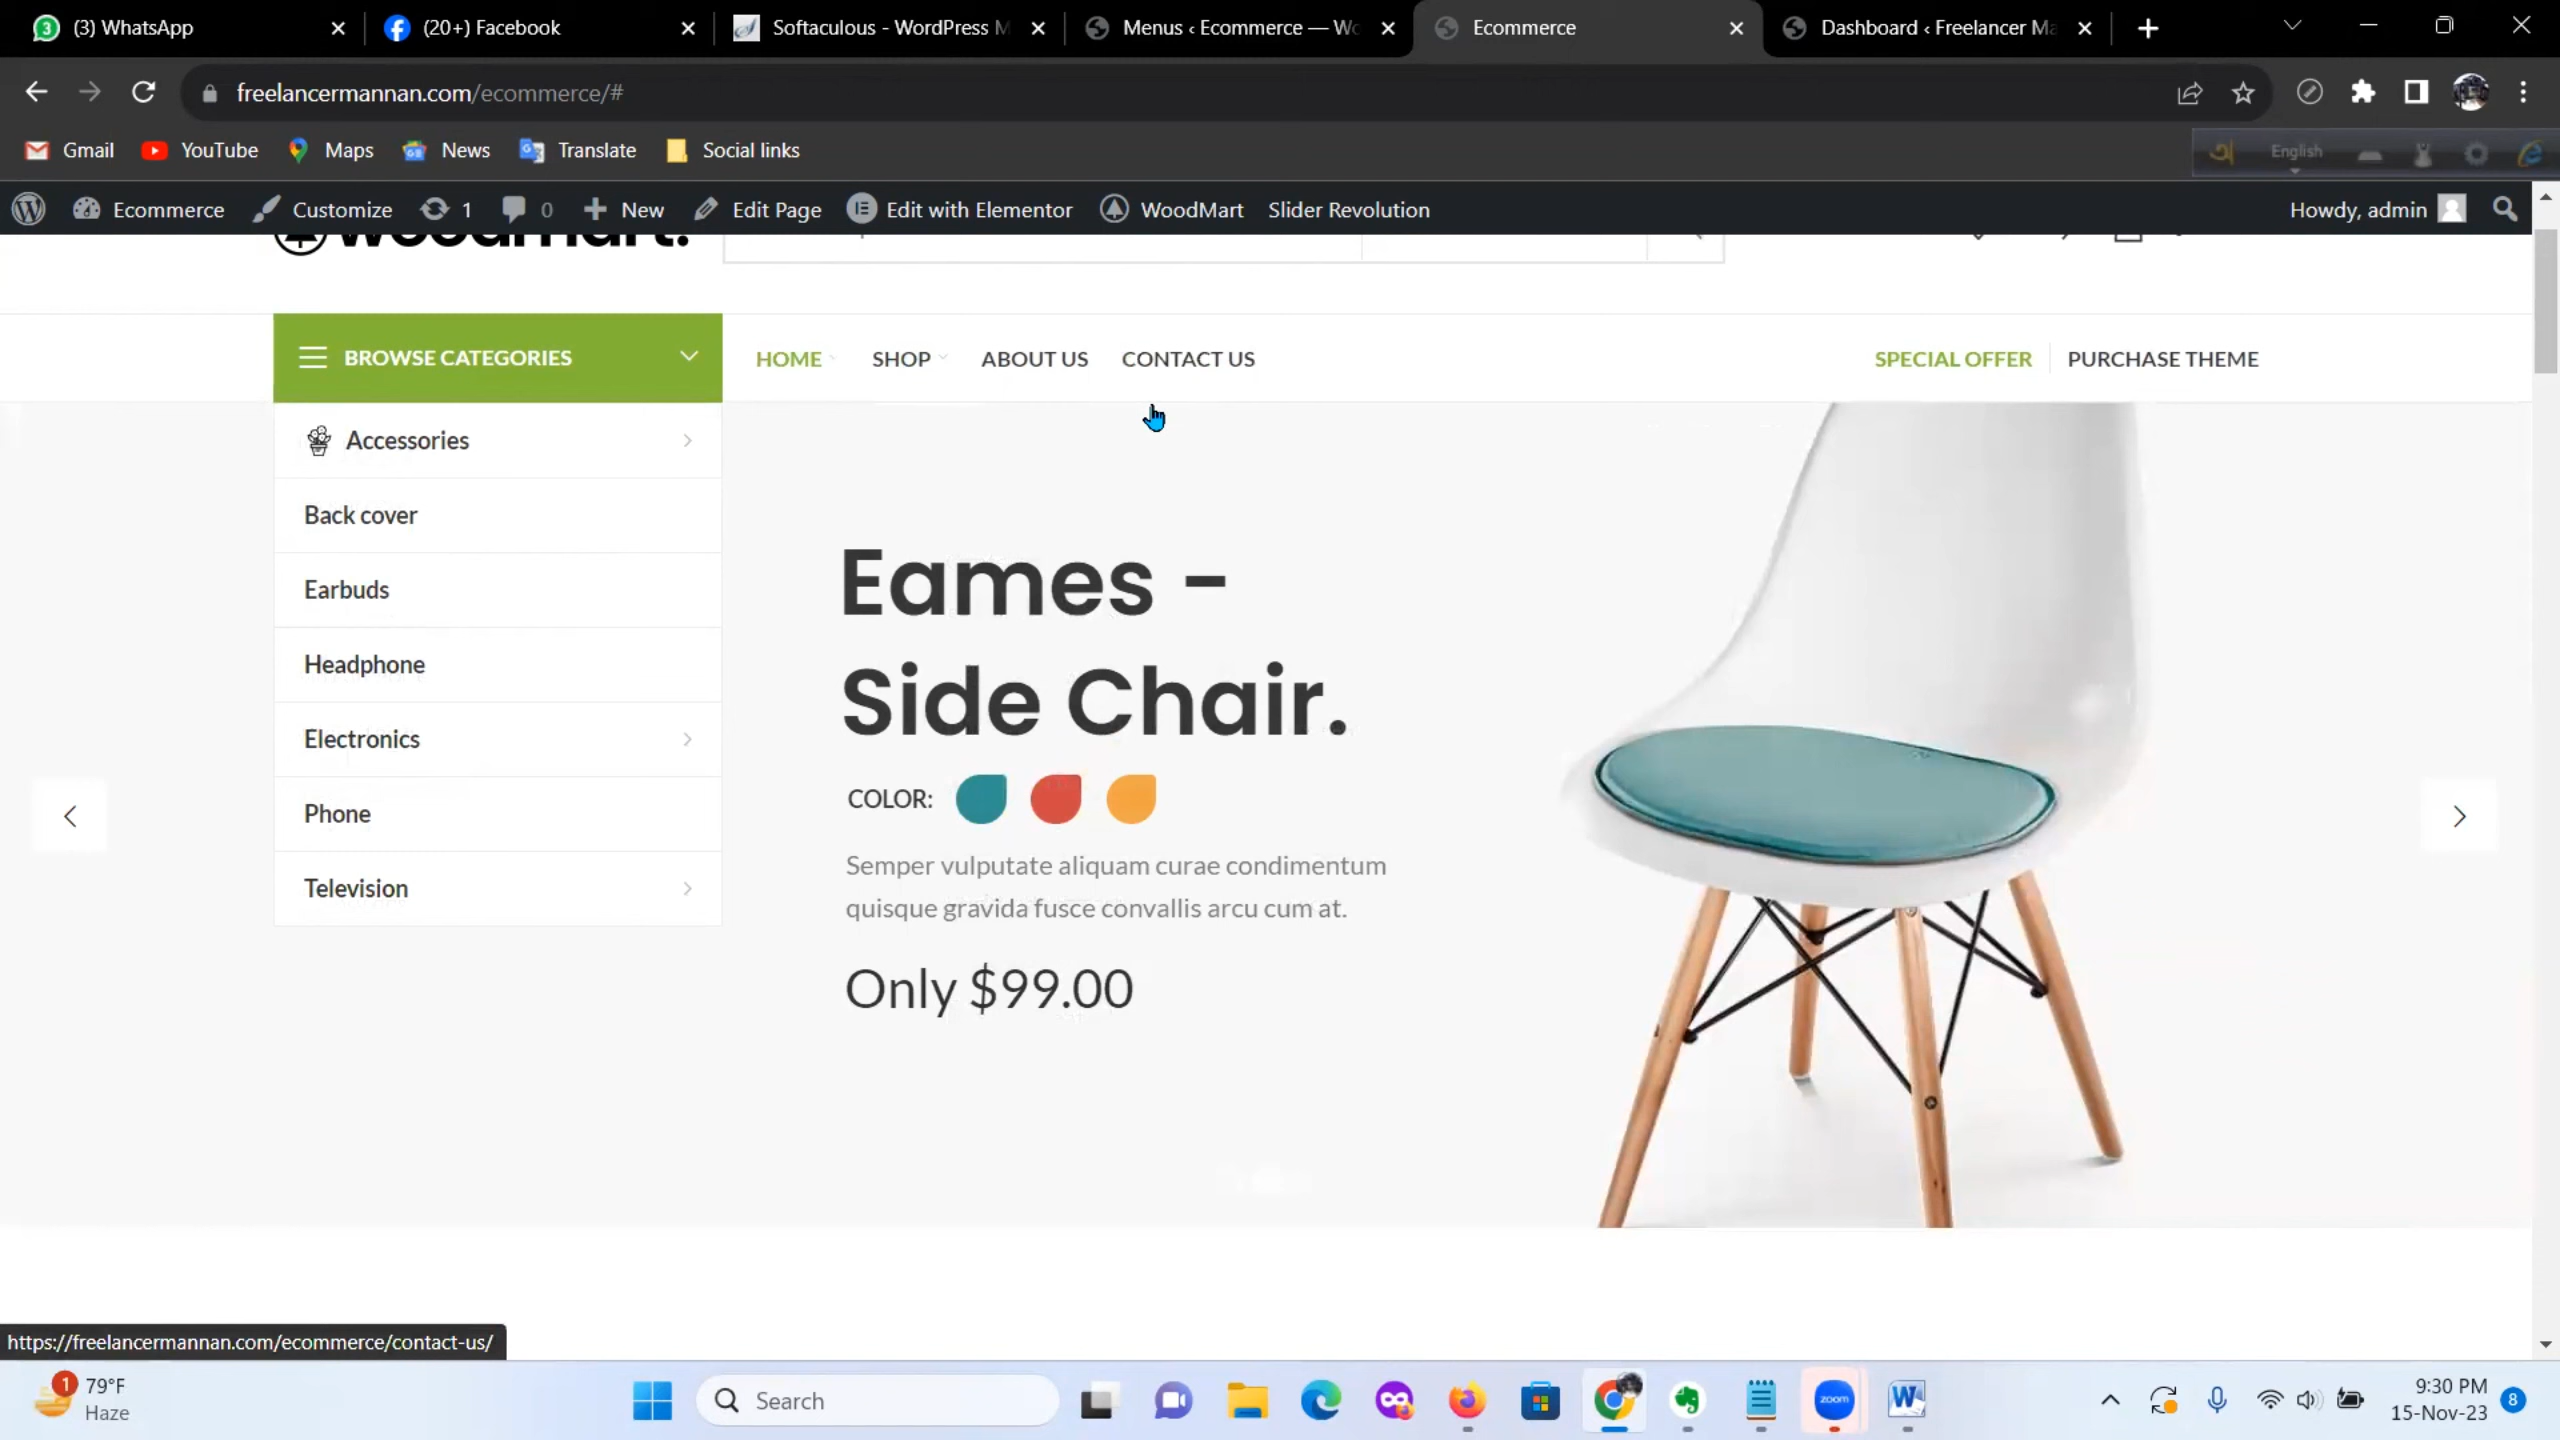 (3) WhatsApp
(20+) Facebook
Softaculous - WordPress M
Menus ‹ Ecommerce — Wo
Ecommerce
Dashboard ‹ Freelancer Ma
freelancermannan.com/ecommerce/#
Gmail YouTube Maps News Translate Social links
English
Ecommerce Customize 1 0 New Edit Page Edit with Elementor WoodMart Slider Revolution Howdy, admin
woodmart.
BROWSE CATEGORIES HOME SHOP ABOUT US CONTACT US SPECIAL OFFER PURCHASE THEME
Accessories
Back cover
Earbuds
Headphone
Electronics
Phone
Television
Eames -
Side Chair.
COLOR:
Semper vulputate aliquam curae condimentum
quisque gravida fusce convallis arcu cum at.
Only $99.00
https://freelancermannan.com/ecommerce/contact-us/
1
79°F
Haze
Search
zoom
9:30 PM
15-Nov-23
8